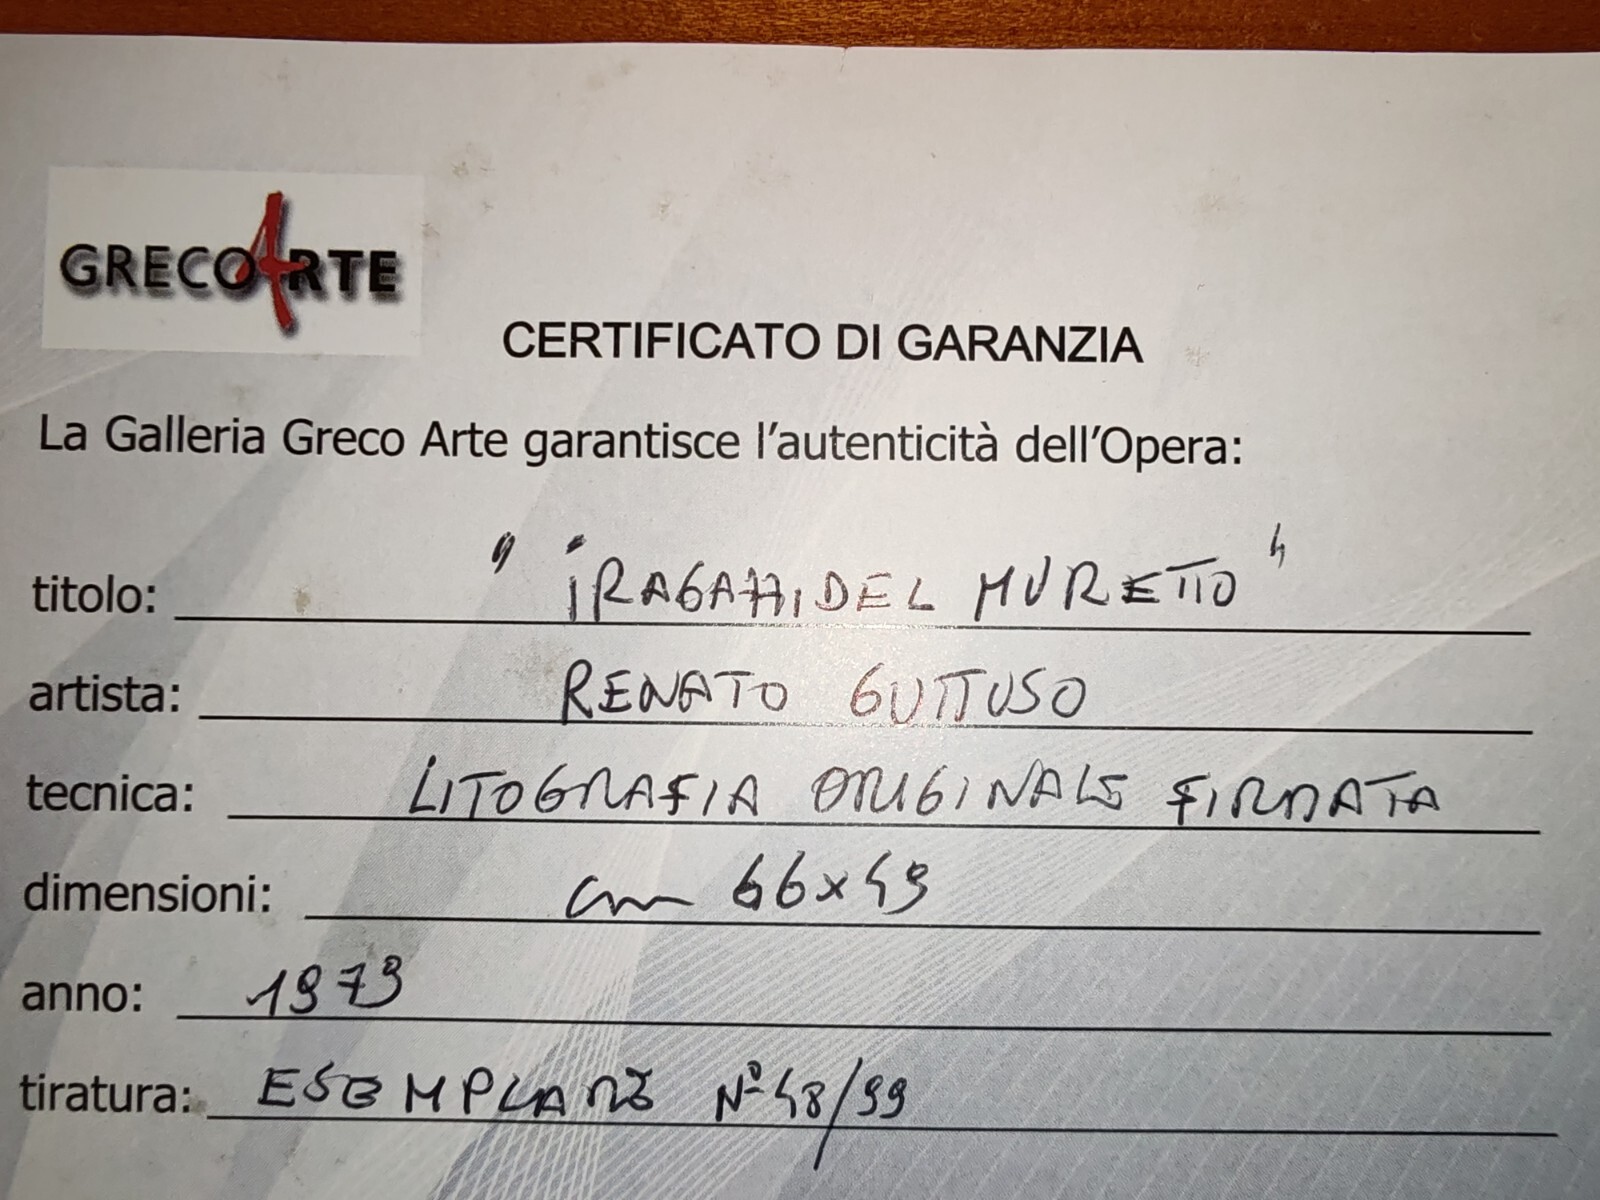 GRECOARTE
CERTIFICATO DI GARANZIA
La Galleria Greco Arte garantisce l'autenticità dell'Opera:
titolo: "I RAGAZZI DEL MURETTO"
artista: RENATO GUTTUSO
tecnica: LITOGRAFIA ORIGINALE FIRMATA
dimensioni: cm 66x49
anno: 1979
tiratura: ESEMPLARE N° 48/99